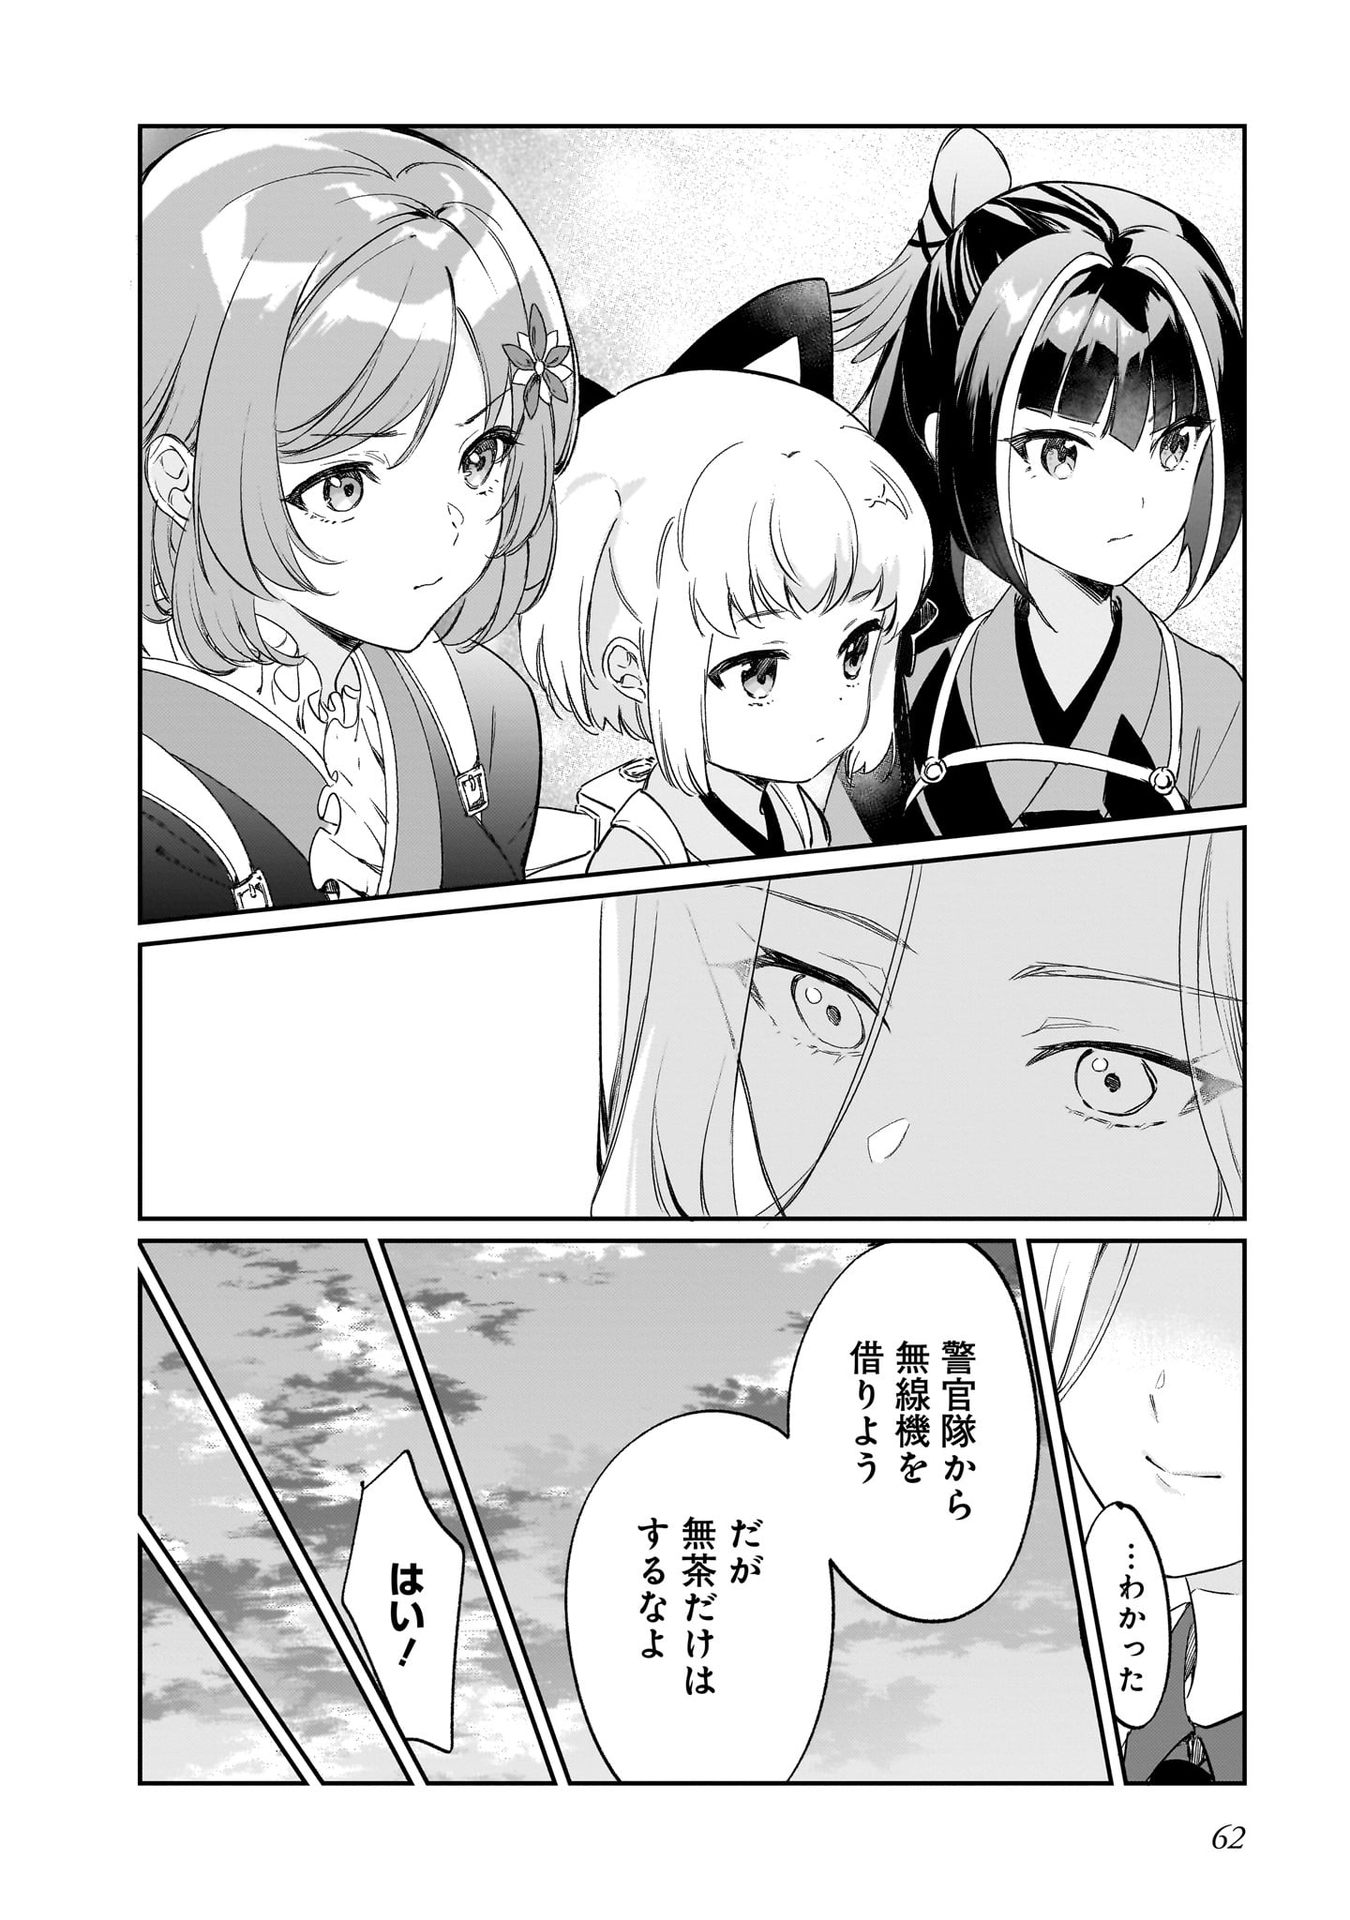 …わかった
警官隊から
無線機を
借りよう
だが
無茶だけは
するなよ
はい！
62